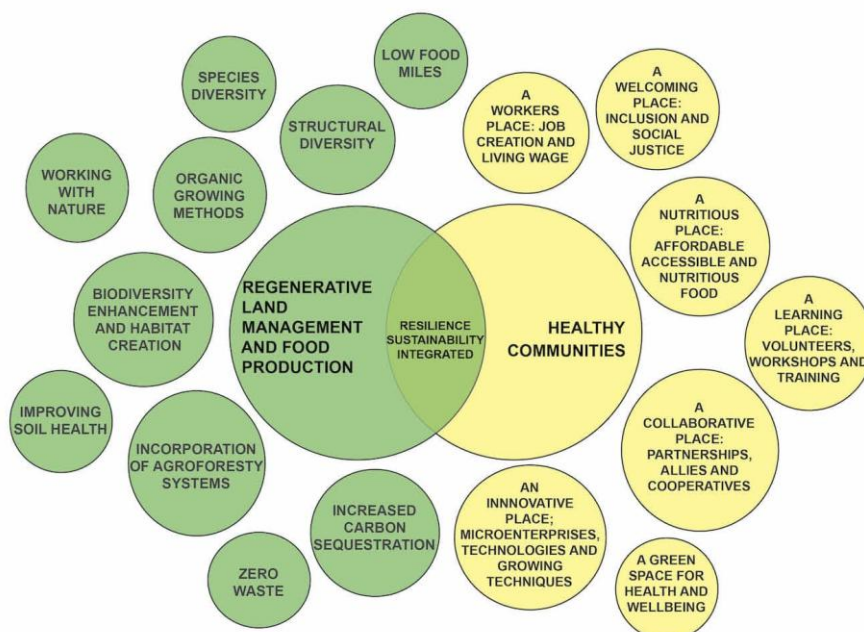 LOW FOOD
MILES
SPECIES
DIVERSITY
STRUCTURAL
DIVERSITY
WORKING
WITH
NATURE
ORGANIC
GROWING
METHODS
BIODIVERSITY
ENHANCEMENT
AND HABITAT
CREATION
IMPROVING
SOIL HEALTH
INCORPORATION
OF AGROFORESTY
SYSTEMS
ZERO
WASTE
INCREASED
CARBON
SEQUESTRATION
REGENERATIVE
LAND
MANAGEMENT
AND FOOD
PRODUCTION
RESILIENCE
SUSTAINABILITY
INTEGRATED
HEALTHY
COMMUNITIES
A
WORKERS
PLACE: JOB
CREATION AND
LIVING WAGE
A
WELCOMING
PLACE:
INCLUSION AND
SOCIAL
JUSTICE
A
NUTRITIOUS
PLACE:
AFFORDABLE
ACCESSIBLE AND
NUTRITIOUS
FOOD
A
LEARNING
PLACE:
VOLUNTEERS,
WORKSHOPS AND
TRAINING
A
COLLABORATIVE
PLACE:
PARTNERSHIPS,
ALLIES AND
COOPERATIVES
AN
INNNOVATIVE
PLACE;
MICROENTERPRISES,
TECHNOLOGIES AND
GROWING
TECHNIQUES
A GREEN
SPACE FOR
HEALTH AND
WELLBEING